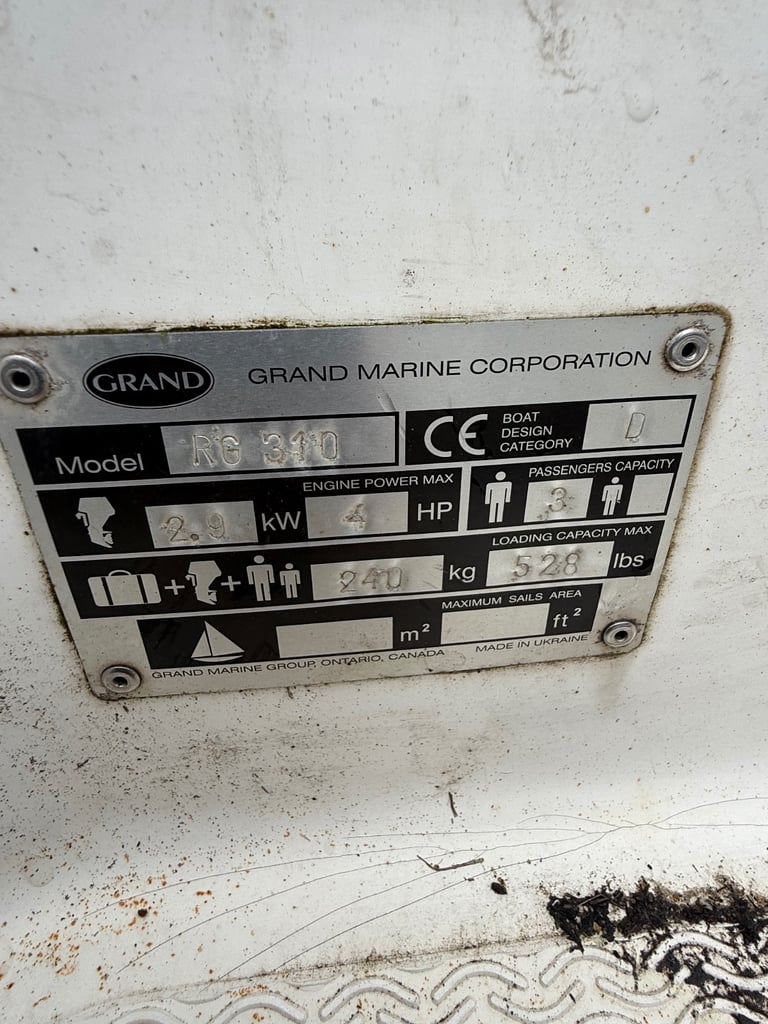 GRAND GRAND MARINE CORPORATION
Model RG 310 CE BOAT DESIGN CATEGORY D
ENGINE POWER MAX PASSENGERS CAPACITY
2.9 kW 4 HP 3
LOADING CAPACITY MAX
+ + 240 kg 528 lbs
MAXIMUM SAILS AREA
m² ft²
GRAND MARINE GROUP, ONTARIO, CANADA MADE IN UKRAINE